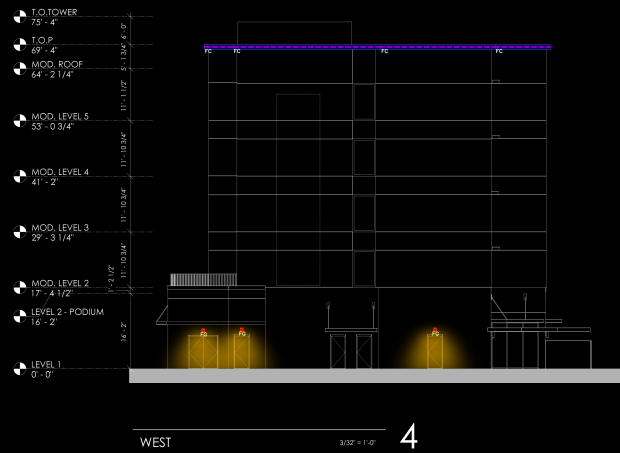 T.O.TOWER
75' - 4"
T.O.P
69' - 4"
MOD. ROOF
64' - 2 1/4"
MOD. LEVEL 5
53' - 0 3/4"
MOD. LEVEL 4
41' - 2"
MOD. LEVEL 3
29' - 3 1/4"
MOD. LEVEL 2
17' - 4 1/2"
LEVEL 2 - PODIUM
16' - 2"
LEVEL 1
0' - 0"
6' - 0"
5' - 1 3/4"
11' - 1 1/2"
11' - 10 3/4"
11' - 10 3/4"
11' - 10 3/4"
1' - 2 1/2"
16' - 2"
FC FC FC FC
FG FG
WEST
3/32" = 1'-0"
4